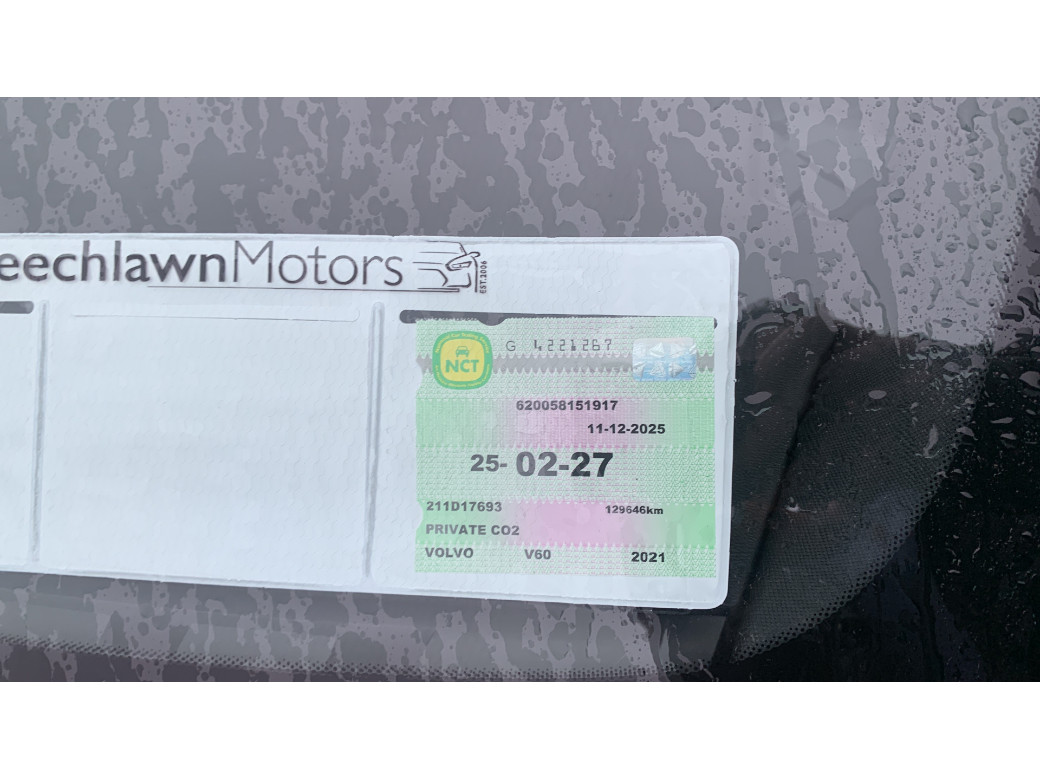 eechlawnMotors
EST.2006
NCT
G 4221267
620058151917
11-12-2025
25-02-27
211D17693 129646km
PRIVATE CO2
VOLVO V60 2021